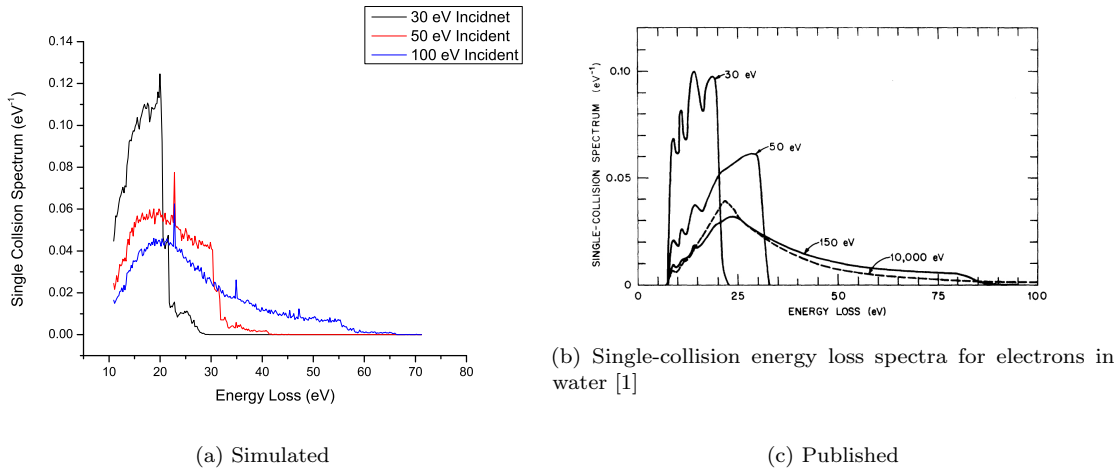 30 eV Incidnet
50 eV Incident
100 eV Incident
0.14
0.12
0.10
0.08
0.06
0.04
0.02
0.00
Single Collision Spectrum (eV-1)
10 20 30 40 50 60 70 80
Energy Loss (eV)
(a) Simulated
SINGLE-COLLISION SPECTRUM (eV-1)
0.10
0.05
0
30 eV
50 eV
150 eV
10,000 eV
0 25 50 75 100
ENERGY LOSS (eV)
(b) Single-collision energy loss spectra for electrons in
water [1]
(c) Published